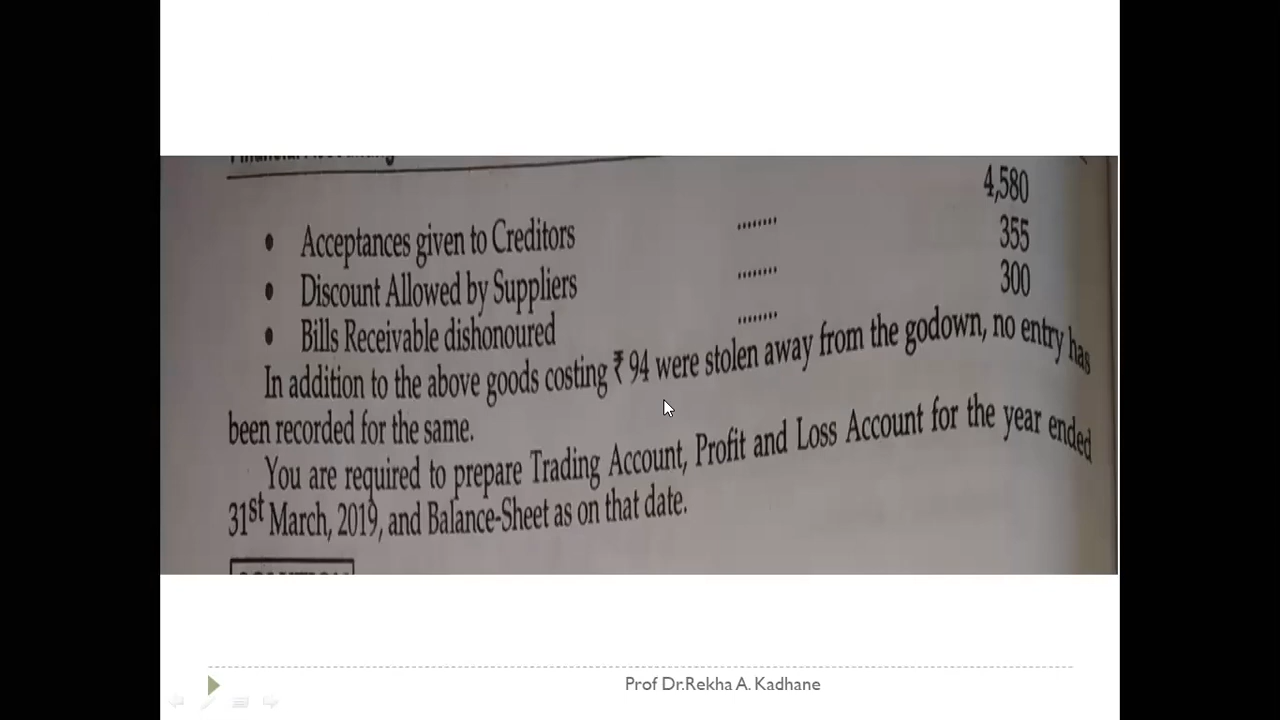 Financial Accounting
4,580
• Acceptances given to Creditors ........ 355
• Discount Allowed by Suppliers ........ 300
• Bills Receivable dishonoured ........
In addition to the above goods costing ₹ 94 were stolen away from the godown, no entry has
been recorded for the same.
You are required to prepare Trading Account, Profit and Loss Account for the year ended
31st March, 2019, and Balance-Sheet as on that date.
SOLUTION
Prof Dr.Rekha A. Kadhane